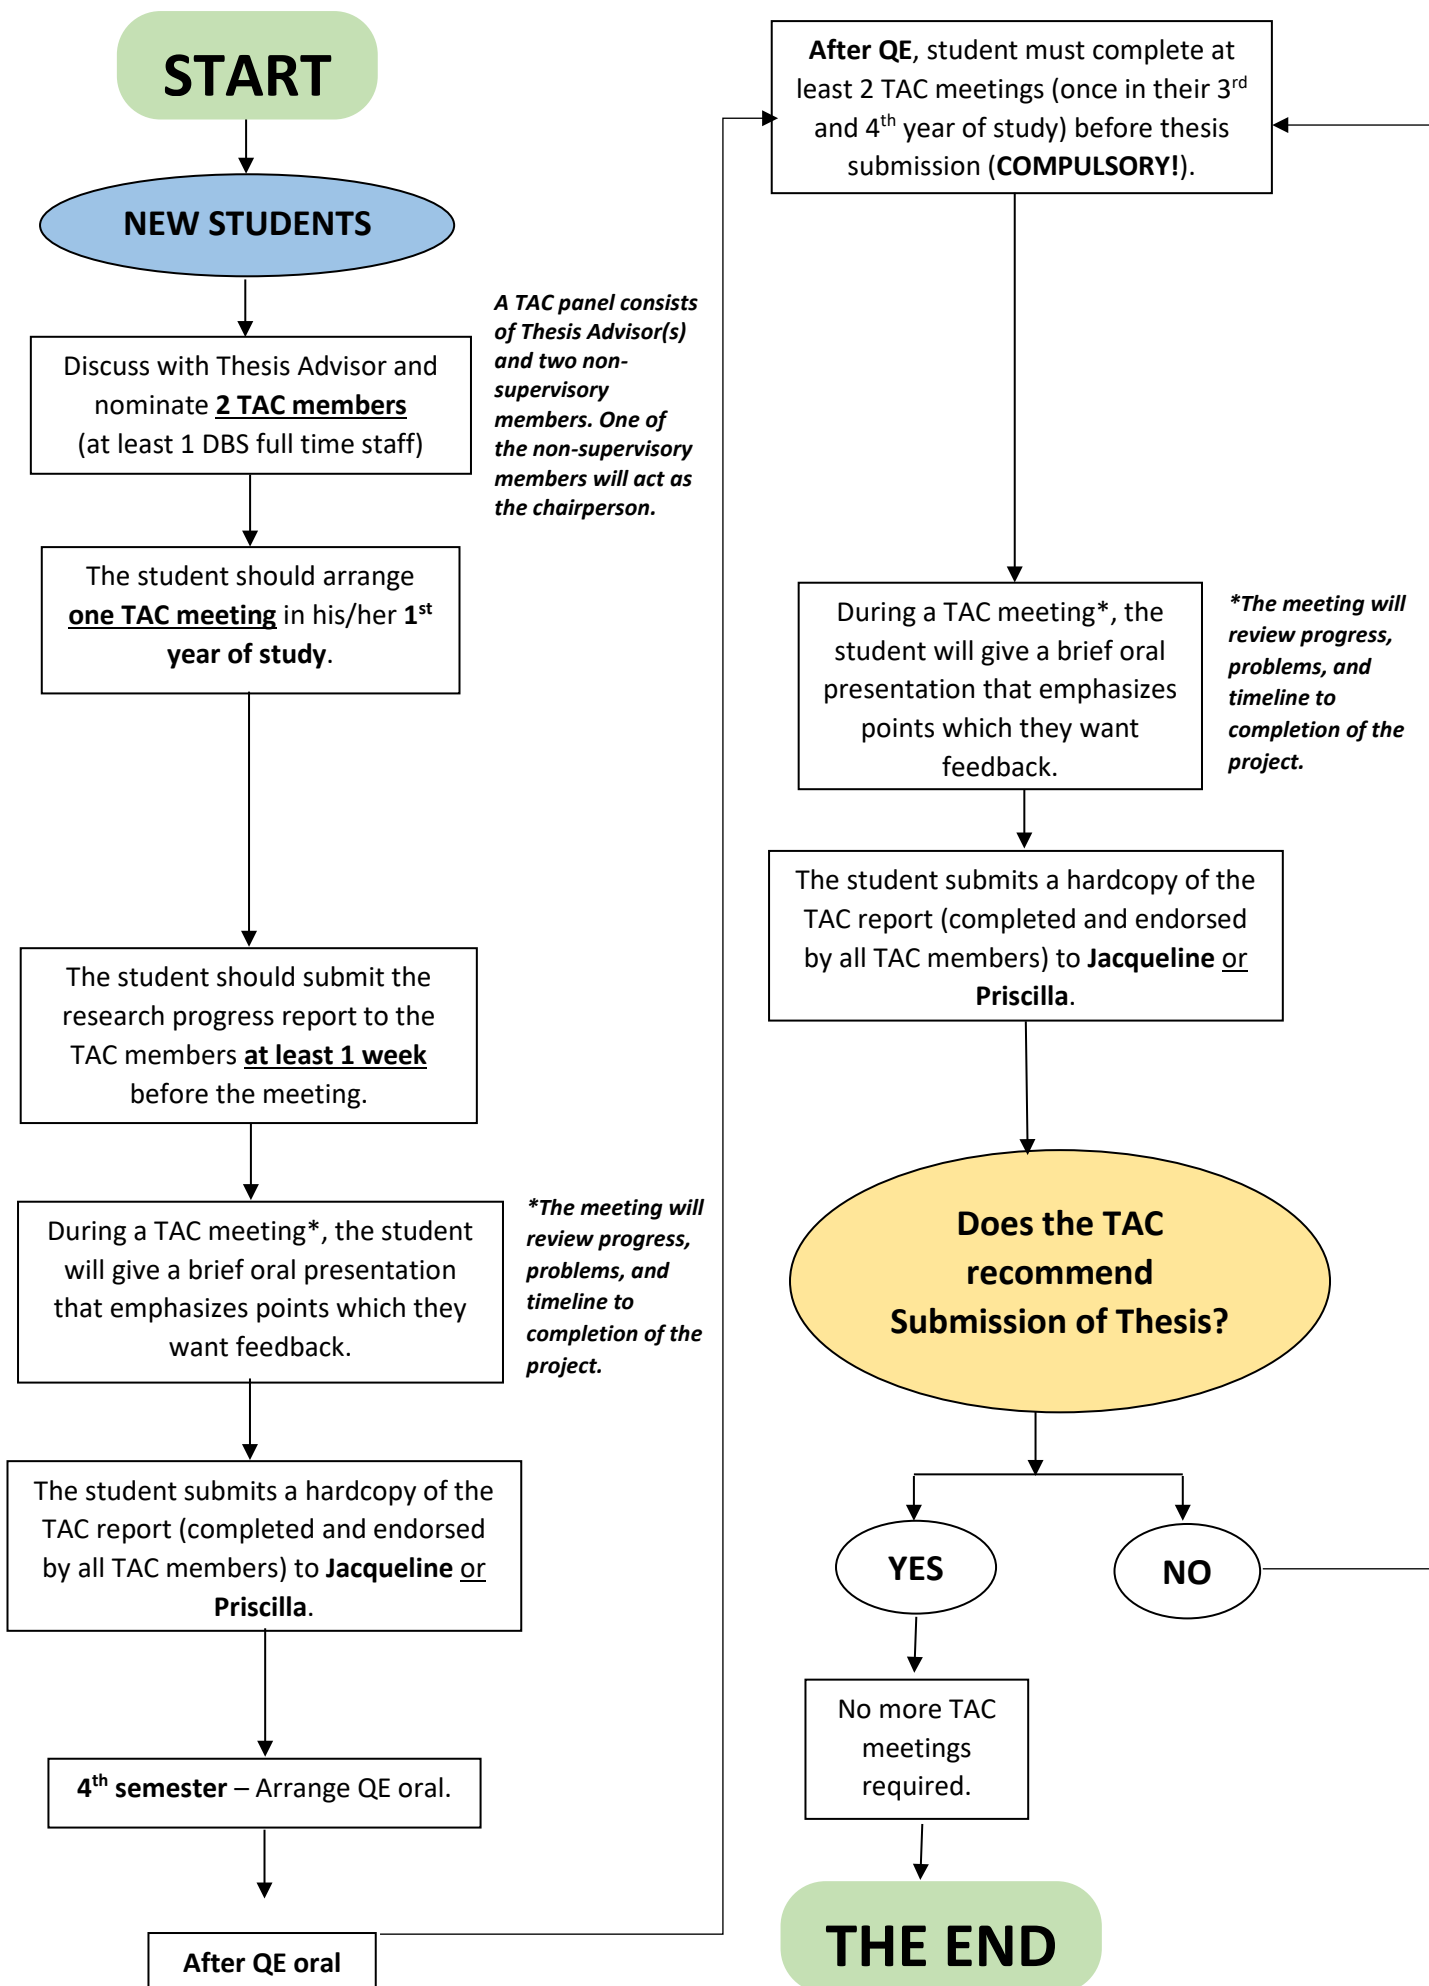 START
NEW STUDENTS
A TAC panel consists
of Thesis Advisor(s)
and two non-
supervisory
members. One of
the non-supervisory
members will act as
the chairperson.
Discuss with Thesis Advisor and
nominate 2 TAC members
(at least 1 DBS full time staff)
The student should arrange
one TAC meeting in his/her 1st
year of study.
The student should submit the
research progress report to the
TAC members at least 1 week
before the meeting.
During a TAC meeting*, the student
will give a brief oral presentation
that emphasizes points which they
want feedback.
*The meeting will
review progress,
problems, and
timeline to
completion of the
project.
The student submits a hardcopy of the
TAC report (completed and endorsed
by all TAC members) to Jacqueline or
Priscilla.
4th semester – Arrange QE oral.
After QE oral
After QE, student must complete at
least 2 TAC meetings (once in their 3rd
and 4th year of study) before thesis
submission (COMPULSORY!).
During a TAC meeting*, the
student will give a brief oral
presentation that emphasizes
points which they want
feedback.
*The meeting will
review progress,
problems, and
timeline to
completion of the
project.
The student submits a hardcopy of the
TAC report (completed and endorsed
by all TAC members) to Jacqueline or
Priscilla.
Does the TAC
recommend
Submission of Thesis?
YES
NO
No more TAC
meetings
required.
THE END